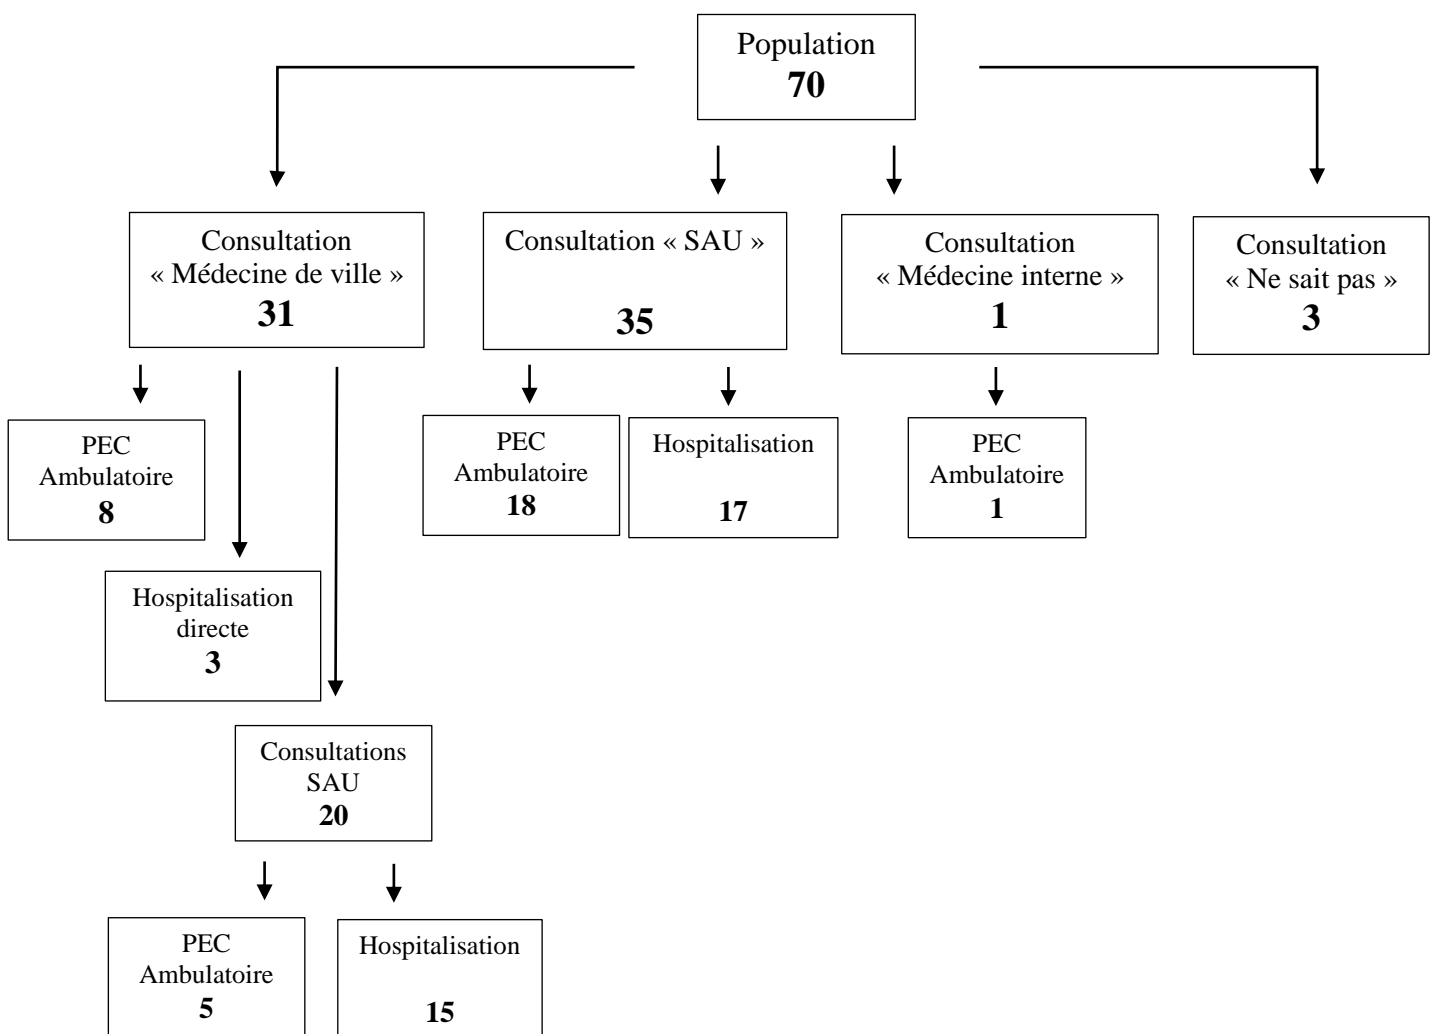 Population
70
Consultation
« Médecine de ville »
31
Consultation « SAU »
35
Consultation
« Médecine interne »
1
Consultation
« Ne sait pas »
3
PEC
Ambulatoire
8
PEC
Ambulatoire
18
Hospitalisation
17
PEC
Ambulatoire
1
Hospitalisation
directe
3
Consultations
SAU
20
PEC
Ambulatoire
5
Hospitalisation
15